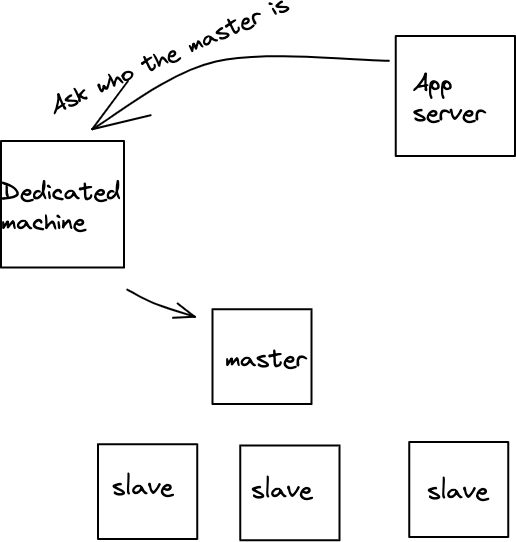 Ask who the master is
App
server
Dedicated
machine
master
slave
slave
slave